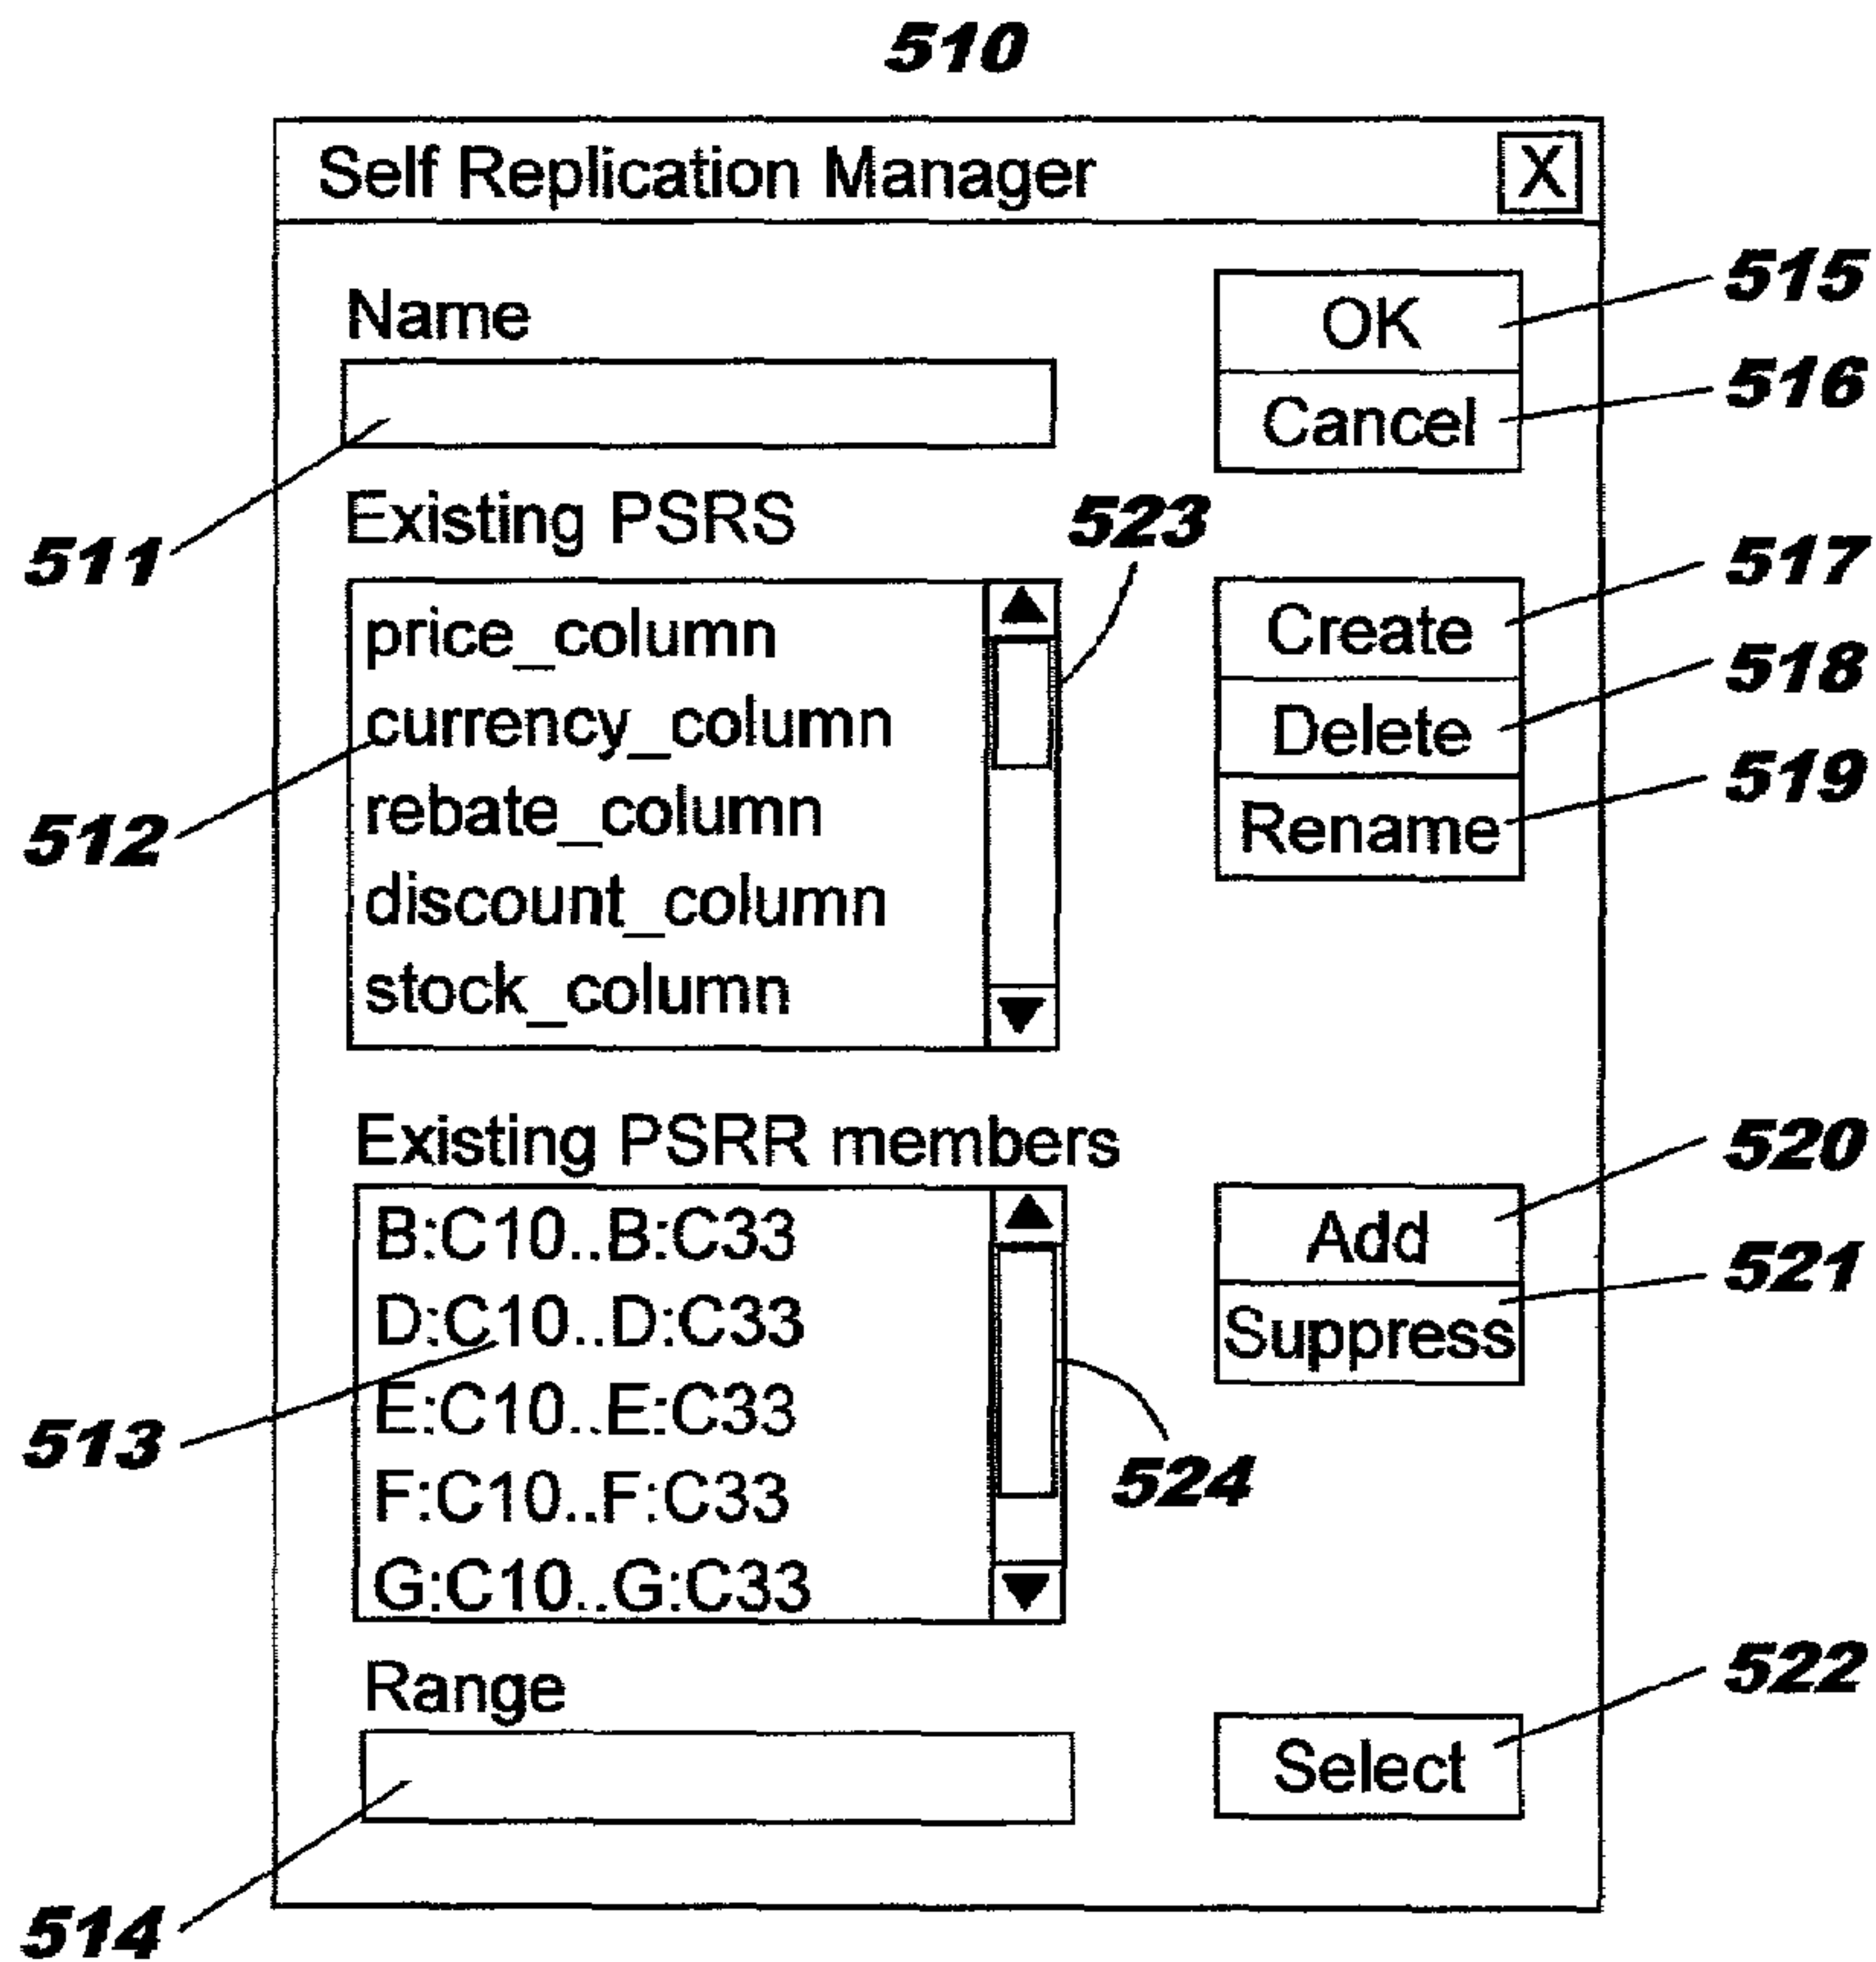 510
Self Replication Manager X
Name
OK
515
Cancel
516
511
Existing PSRS
523
price_column
currency_column
rebate_column
discount_column
stock_column
512
Create
517
Delete
518
Rename
519
Existing PSRR members
B:C10..B:C33
D:C10..D:C33
E:C10..E:C33
F:C10..F:C33
G:C10..G:C33
513
524
Add
520
Suppress
521
Range
Select
522
514